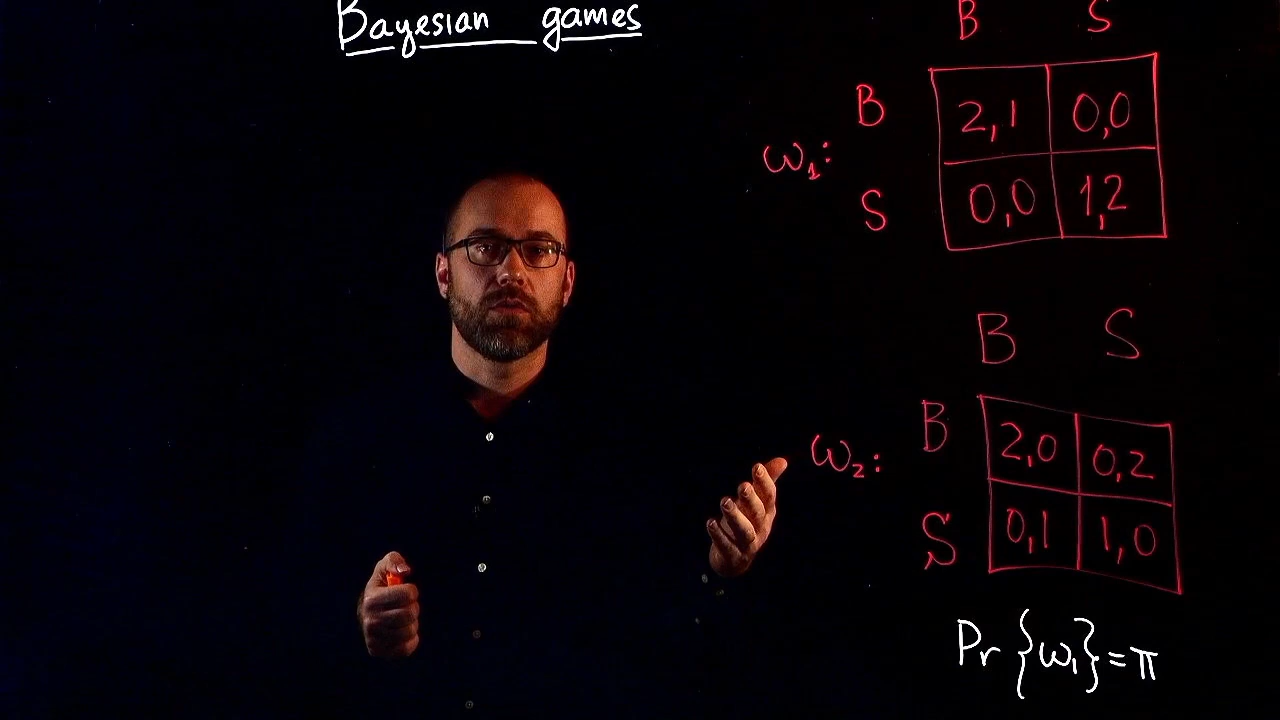 Bayesian games
B S
B 2,1 0,0
ω₁:
S 0,0 1,2
B S
B 2,0 0,2
ω₂:
S 0,1 1,0
Pr {ω₁} = π